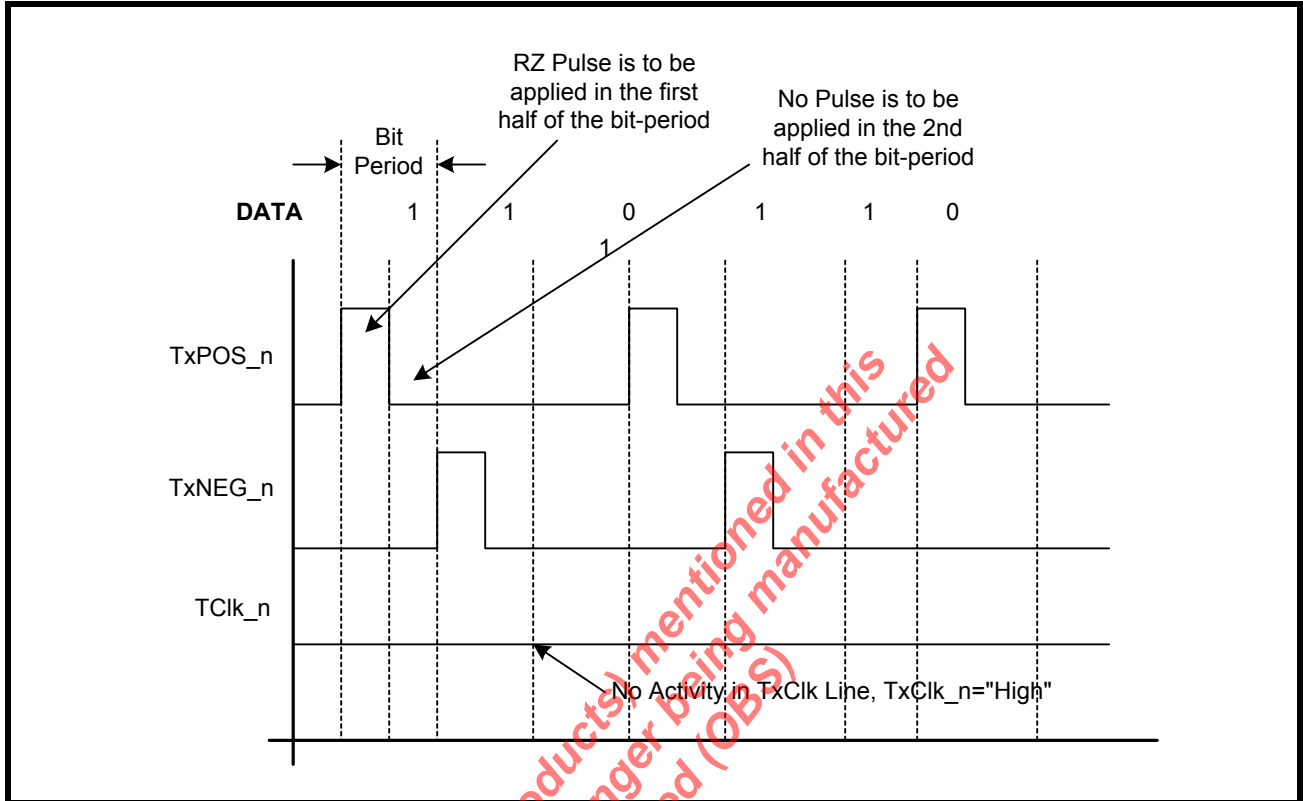 RZ Pulse is to be
applied in the first
half of the bit-period
No Pulse is to be
applied in the 2nd
half of the bit-period
Bit
Period
DATA 1 1 0 1 1 0
1
TxPOS_n
TxNEG_n
TClk_n
No Activity in TxClk Line, TxClk_n="High"
mentioned in this
being manufactured
(OBS)